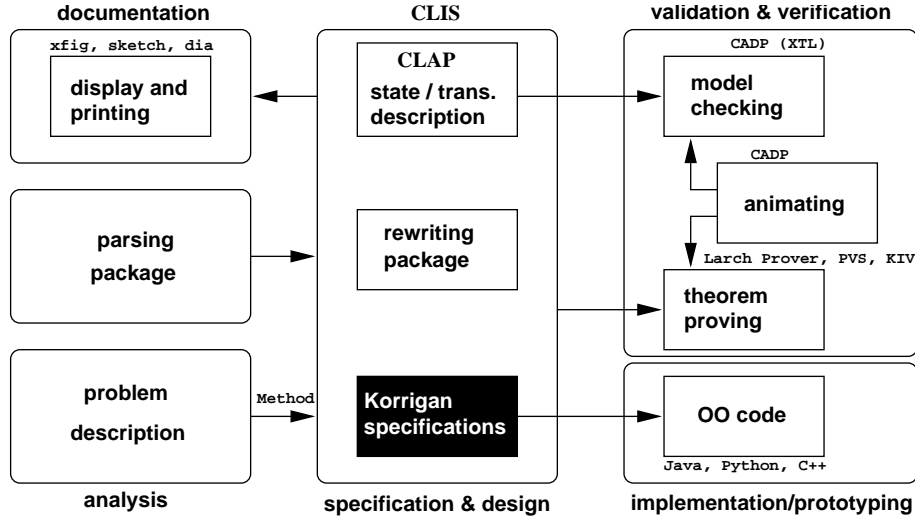 documentation
CLIS
validation & verification
xfig, sketch, dia
display and
printing
CLAP
state / trans.
description
CADP (XTL)
model
checking
CADP
animating
parsing
package
rewriting
package
Larch Prover, PVS, KIV
theorem
proving
problem
description
Method
Korrigan
specifications
OO code
Java, Python, C++
analysis
specification & design
implementation/prototyping